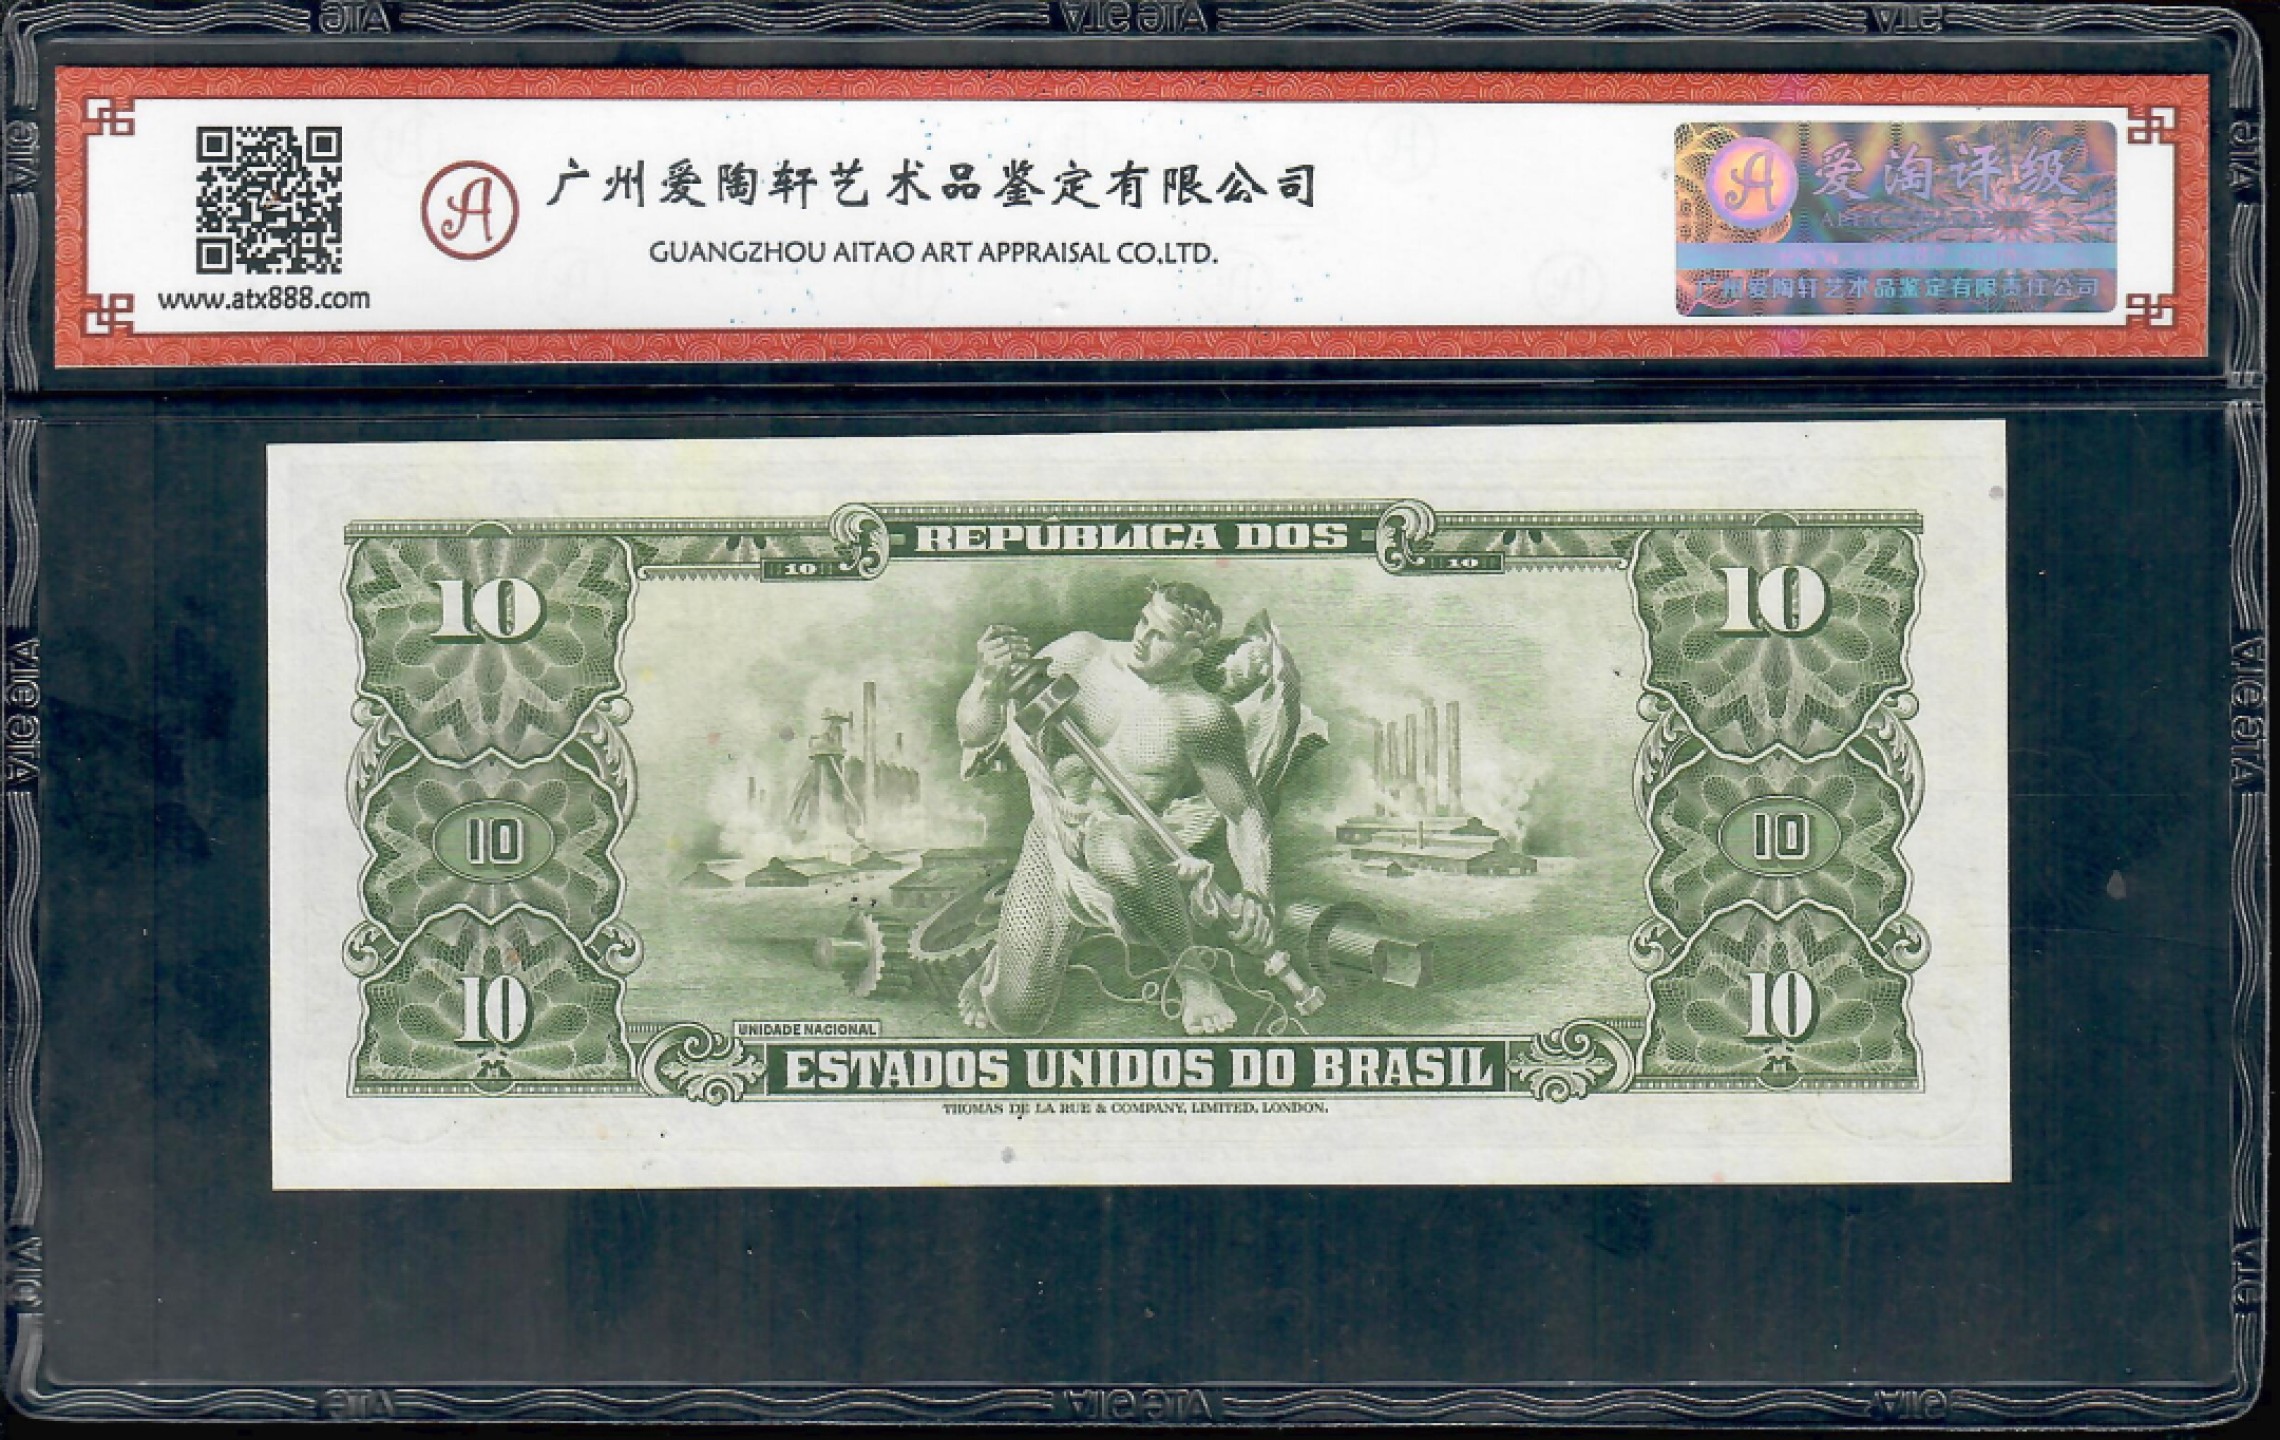 广州爱陶轩艺术品鉴定有限公司
GUANGZHOU AITAO ART APPRAISAL CO.,LTD.
www.atx888.com
A
爱淘评级
广州爱陶轩艺术品鉴定有限责任公司
REPÚBLICA DOS
10
10
10
10
10
10
10
10
UNIDADE NACIONAL
ESTADOS UNIDOS DO BRASIL
THOMAS DE LA RUE & COMPANY, LIMITED, LONDON.